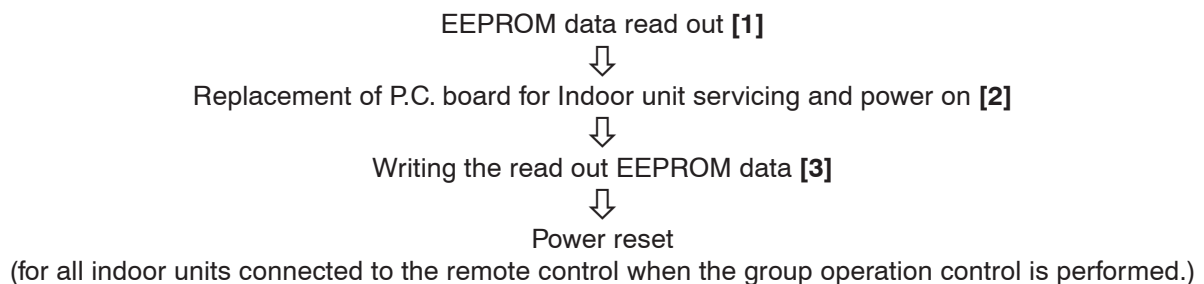 EEPROM data read out [1]
Replacement of P.C. board for Indoor unit servicing and power on [2]
Writing the read out EEPROM data [3]
Power reset
(for all indoor units connected to the remote control when the group operation control is performed.)